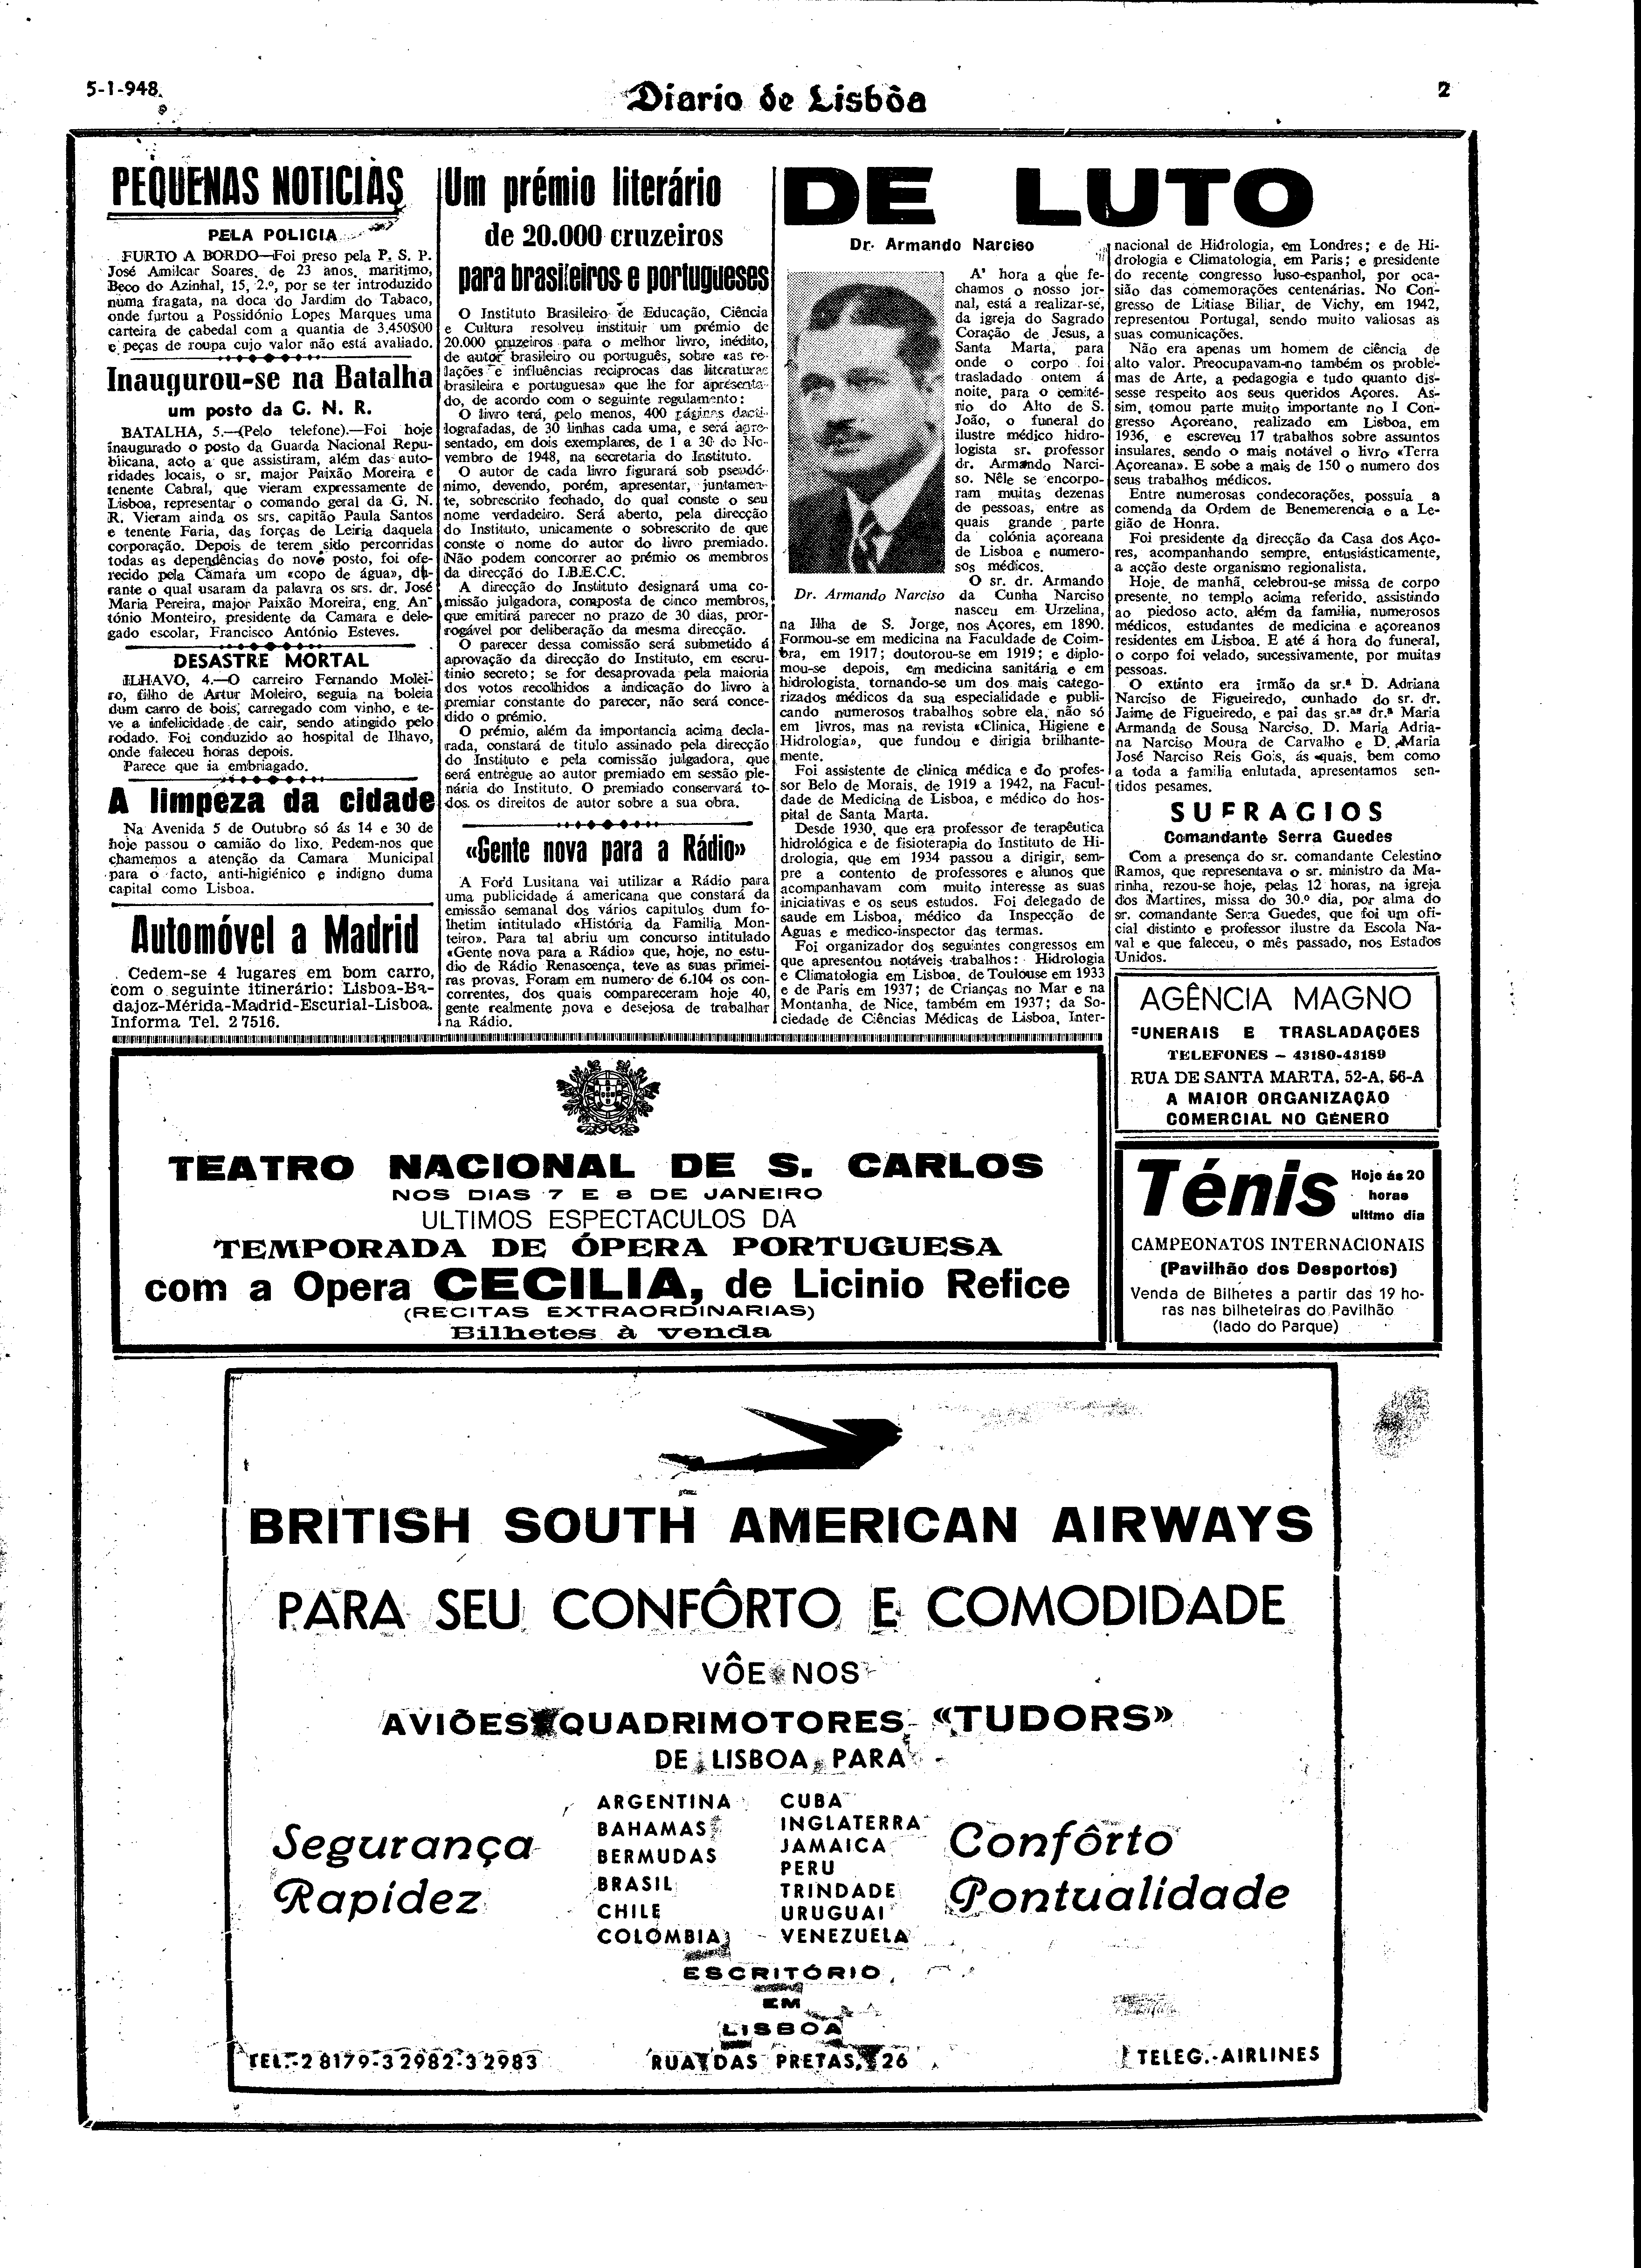 5-1-948
Diario de Lisbôa
2
PEQUENAS NOTICIAS
PELA POLICIA
FURTO A BORDO—Foi preso pela P. S. P.
José Amilcar Soares, de 23 anos, maritimo,
Beco do Azinhal, 15, 2.º, por se ter introduzido
numa fragata, na doca do Jardim do Tabaco,
onde furtou a Possidónio Lopes Marques uma
carteira de cabedal com a quantia de 3.450$00
e peças de roupa cujo valor não está avaliado.
Inaugurou-se na Batalha
um posto da G. N. R.
BATALHA, 5.—(Pelo telefone).—Foi hoje
inaugurado o posto da Guarda Nacional Repu-
blicana, acto a que assistiram, além das auto-
ridades locais, o sr. major Paixão Moreira e
tenente Cabral, que vieram expressamente de
Lisboa, representar o comando geral da G. N.
R. Vieram ainda os srs. capitão Paula Santos
e tenente Faria, das forças de Leiria daquela
corporação. Depois de terem sido percorridas
todas as dependências do novo posto, foi ofe-
recido pela Câmara um «copo de água», du-
rante o qual usaram da palavra os srs. dr. José
Maria Pereira, major Paixão Moreira, eng. An-
tónio Monteiro, presidente da Camara e dele-
gado escolar, Francisco António Esteves.
DESASTRE MORTAL
ILHAVO, 4.—O carreiro Fernando Molei-
ro, filho de Artur Moleiro, seguia na boleia
dum carro de bois, carregado com vinho, e te-
ve a infelicidade de cair, sendo atingido pelo
rodado. Foi conduzido ao hospital de Ilhavo,
onde faleceu horas depois.
Parece que ia embriagado.
A limpeza da cidade
Na Avenida 5 de Outubro só ás 14 e 30 de
hoje passou o camião do lixo. Pedem-nos que
chamemos a atenção da Camara Municipal
para o facto, anti-higiénico e indigno duma
capital como Lisboa.
Automóvel a Madrid
Cedem-se 4 lugares em bom carro,
com o seguinte itinerário: Lisboa-Ba-
dajoz-Mérida-Madrid-Escurial-Lisboa.
Informa Tel. 2 7516.
Um prémio literário
de 20.000 cruzeiros
para brasileiros e portugueses
O Instituto Brasileiro de Educação, Ciência
e Cultura resolveu instituir um prémio de
20.000 cruzeiros para o melhor livro, inédito,
de autor brasileiro ou português, sobre «as re-
lações e influências reciprocas das literaturas
brasileira e portuguesa» que lhe for apresenta-
do, de acordo com o seguinte regulamento:
O livro terá, pelo menos, 400 páginas dacti-
lografadas, de 30 linhas cada uma, e será apre-
sentado, em dois exemplares, de 1 a 30 de No-
vembro de 1948, na secretaria do Instituto.
O autor de cada livro figurará sob pseudó-
nimo, devendo, porém, apresentar, juntamen-
te, sobrescrito fechado, do qual conste o seu
nome verdadeiro. Será aberto, pela direcção
do Instituto, unicamente o sobrescrito de que
conste o nome do autor do livro premiado.
Não podem concorrer ao prémio os membros
da direcção do I.B.E.C.C.
A direcção do Instituto designará uma co-
missão julgadora, composta de cinco membros,
que emitirá parecer no prazo de 30 dias, pror-
rogável por deliberação da mesma direcção.
O parecer dessa comissão será submetido á
aprovação da direcção do Instituto, em escru-
tínio secreto; se for desaprovada pela maioria
dos votos recolhidos a indicação do livro à
premiar constante do parecer, não será conce-
dido o prémio.
O prémio, além da importancia acima decla-
rada, constará de titulo assinado pela direcção
do Instituto e pela comissão julgadora, que
será entregue ao autor premiado em sessão ple-
nária do Instituto. O premiado conservará to-
dos os direitos de autor sobre a sua obra.
«Gente nova para a Rádio»
A Ford Lusitana vai utilizar a Rádio para
uma publicidade á americana que constará da
emissão semanal dos vários capitulos dum fo-
lhetim intitulado «História da Familia Mon-
teiro». Para tal abriu um concurso intitulado
«Gente nova para a Rádio» que, hoje, no estu-
dio de Rádio Renascença, teve as suas primei-
ras provas. Foram em numero de 6.104 os con-
correntes, dos quais compareceram hoje 40,
gente realmente nova e desejosa de trabalhar
na Rádio.
DE LUTO
Dr. Armando Narciso
A' hora a que fe-
chamos o nosso jor-
nal, está a realizar-se,
da igreja do Sagrado
Coração de Jesus, a
Santa Marta, para
onde o corpo foi
trasladado ontem á
noite, para o cemité-
rio do Alto de S.
João, o funeral do
ilustre médico hidro-
logista sr. professor
dr. Armando Narci-
so. Nêle se encorpo-
ram muitas dezenas
de pessoas, entre as
quais grande parte
da colónia açoreana
de Lisboa e numero-
sos médicos.
O sr. dr. Armando
Dr. Armando Narciso
da Cunha Narciso
nasceu em Urzelina,
na Ilha de S. Jorge, nos Açores, em 1890.
Formou-se em medicina na Faculdade de Coim-
bra, em 1917; doutorou-se em 1919; e diplo-
mou-se depois, em medicina sanitária e em
hidrologista, tornando-se um dos mais catego-
rizados médicos da sua especialidade e publi-
cando numerosos trabalhos sobre ela, não só
em livros, mas na revista «Clínica, Higiene e
Hidrologia», que fundou e dirigia brilhante-
mente.
Foi assistente de clinica médica e do profes-
sor Belo de Morais, de 1919 a 1942, na Facul-
dade de Medicina de Lisboa, e médico do hos-
pital de Santa Marta.
Desde 1930, que era professor de terapêutica
hidrológica e de fisioterapia do Instituto de Hi-
drologia, que em 1934 passou a dirigir, sem-
pre a contento de professores e alunos que
acompanhavam com muito interesse as suas
iniciativas e os seus estudos. Foi delegado de
saude em Lisboa, médico da Inspecção de
Aguas e medico-inspector das termas.
Foi organizador dos seguintes congressos em
que apresentou notáveis trabalhos: Hidrologia
e Climatologia em Lisboa, de Toulouse em 1933
e de Paris em 1937; de Crianças no Mar e na
Montanha, de Nice, também em 1937; da So-
ciedade de Ciências Médicas de Lisboa, Inter-
nacional de Hidrologia, em Londres; e de Hi-
drologia e Climatologia, em Paris; e presidente
do recente congresso luso-espanhol, por oca-
sião das comemorações centenárias. No Con-
gresso de Litiase Biliar, de Vichy, em 1942,
representou Portugal, sendo muito valiosas as
suas comunicações.
Não era apenas um homem de ciência de
alto valor. Preocupavam-no também os proble-
mas de Arte, a pedagogia e tudo quanto dis-
sesse respeito aos seus queridos Açores. As-
sim, tomou parte muito importante no I Con-
gresso Açoreano, realizado em Lisboa, em
1936, e escreveu 17 trabalhos sobre assuntos
insulares, sendo o mais notável o livro «Terra
Açoreana». E sobe a mais de 150 o numero dos
seus trabalhos médicos.
Entre numerosas condecorações, possuia a
comenda da Ordem de Benemerencia e a Le-
gião de Honra.
Foi presidente da direcção da Casa dos Aço-
res, acompanhando sempre, entusiásticamente,
a acção deste organismo regionalista.
Hoje, de manhã, celebrou-se missa de corpo
presente, no templo acima referido, assistindo
ao piedoso acto, além da familia, numerosos
médicos, estudantes de medicina e açoreanos
residentes em Lisboa. E até á hora do funeral,
o corpo foi velado, sucessivamente, por muitas
pessoas.
O extinto era irmão da sr.ª D. Adriana
Narciso de Figueiredo, cunhado do sr. dr.
Jaime de Figueiredo, e pai das sr.ªs dr.ª Maria
Armanda de Sousa Narciso, D. Maria Adria-
na Narciso Moura de Carvalho e D. Maria
José Narciso Reis Gois, ás quais, bem como
a toda a familia enlutada, apresentamos sen-
tidos pesames.
SUFRAGIOS
Comandante Serra Guedes
Com a presença do sr. comandante Celestino
Ramos, que representava o sr. ministro da Ma-
rinha, rezou-se hoje, pelas 12 horas, na igreja
dos Martires, missa do 30.º dia, por alma do
sr. comandante Serra Guedes, que foi um ofi-
cial distinto e professor ilustre da Escola Na-
val e que faleceu, o mês passado, nos Estados
Unidos.
AGÊNCIA MAGNO
FUNERAIS E TRASLADAÇÕES
TELEFONES — 43180-43189
RUA DE SANTA MARTA, 52-A, 56-A
A MAIOR ORGANIZAÇÃO
COMERCIAL NO GÉNERO
TEATRO NACIONAL DE S. CARLOS
NOS DIAS 7 E 8 DE JANEIRO
ULTIMOS ESPECTACULOS DA
TEMPORADA DE ÓPERA PORTUGUESA
com a Opera CECILIA, de Licinio Refice
(RECITAS EXTRAORDINARIAS)
Bilhetes à venda
Ténis
Hoje ás 20
horas
ultimo dia
CAMPEONATOS INTERNACIONAIS
(Pavilhão dos Desportos)
Venda de Bilhetes a partir das 19 ho-
ras nas bilheteiras do Pavilhão
(lado do Parque)
BRITISH SOUTH AMERICAN AIRWAYS
PARA SEU CONFÔRTO E COMODIDADE
VÔE NOS
AVIÕES QUADRIMOTORES «TUDORS»
DE LISBOA PARA
Segurança
Rapidez
ARGENTINA
BAHAMAS
BERMUDAS
BRASIL
CHILE
COLOMBIA
CUBA
INGLATERRA
JAMAICA
PERU
TRINDADE
URUGUAI
VENEZUELA
Confôrto
Pontualidade
ESCRITÓRIO
EM
LISBOA
TEL.-2 8179-3 2982-3 2983
RUA DAS PRETAS, 26
TELEG.-AIRLINES